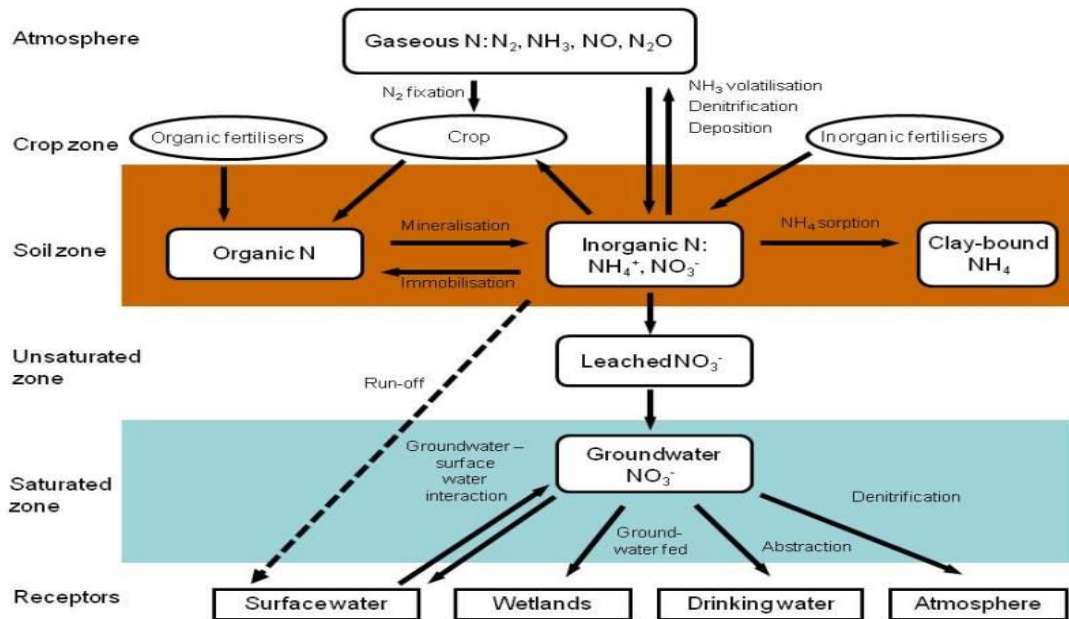 Atmosphere
Gaseous N: N₂, NH₃, NO, N₂O
N₂ fixation
NH₃ volatilisation
Denitrification
Deposition
Crop zone
Organic fertilisers
Crop
Inorganic fertilisers
Soil zone
Organic N
Mineralisation
Immobilisation
Inorganic N:
NH₄⁺, NO₃⁻
NH₄ sorption
Clay-bound
NH₄
Unsaturated
zone
Run-off
Leached NO₃⁻
Saturated
zone
Groundwater –
surface
water
interaction
Groundwater
NO₃⁻
Denitrification
Ground-
water fed
Abstraction
Receptors
Surface water
Wetlands
Drinking water
Atmosphere